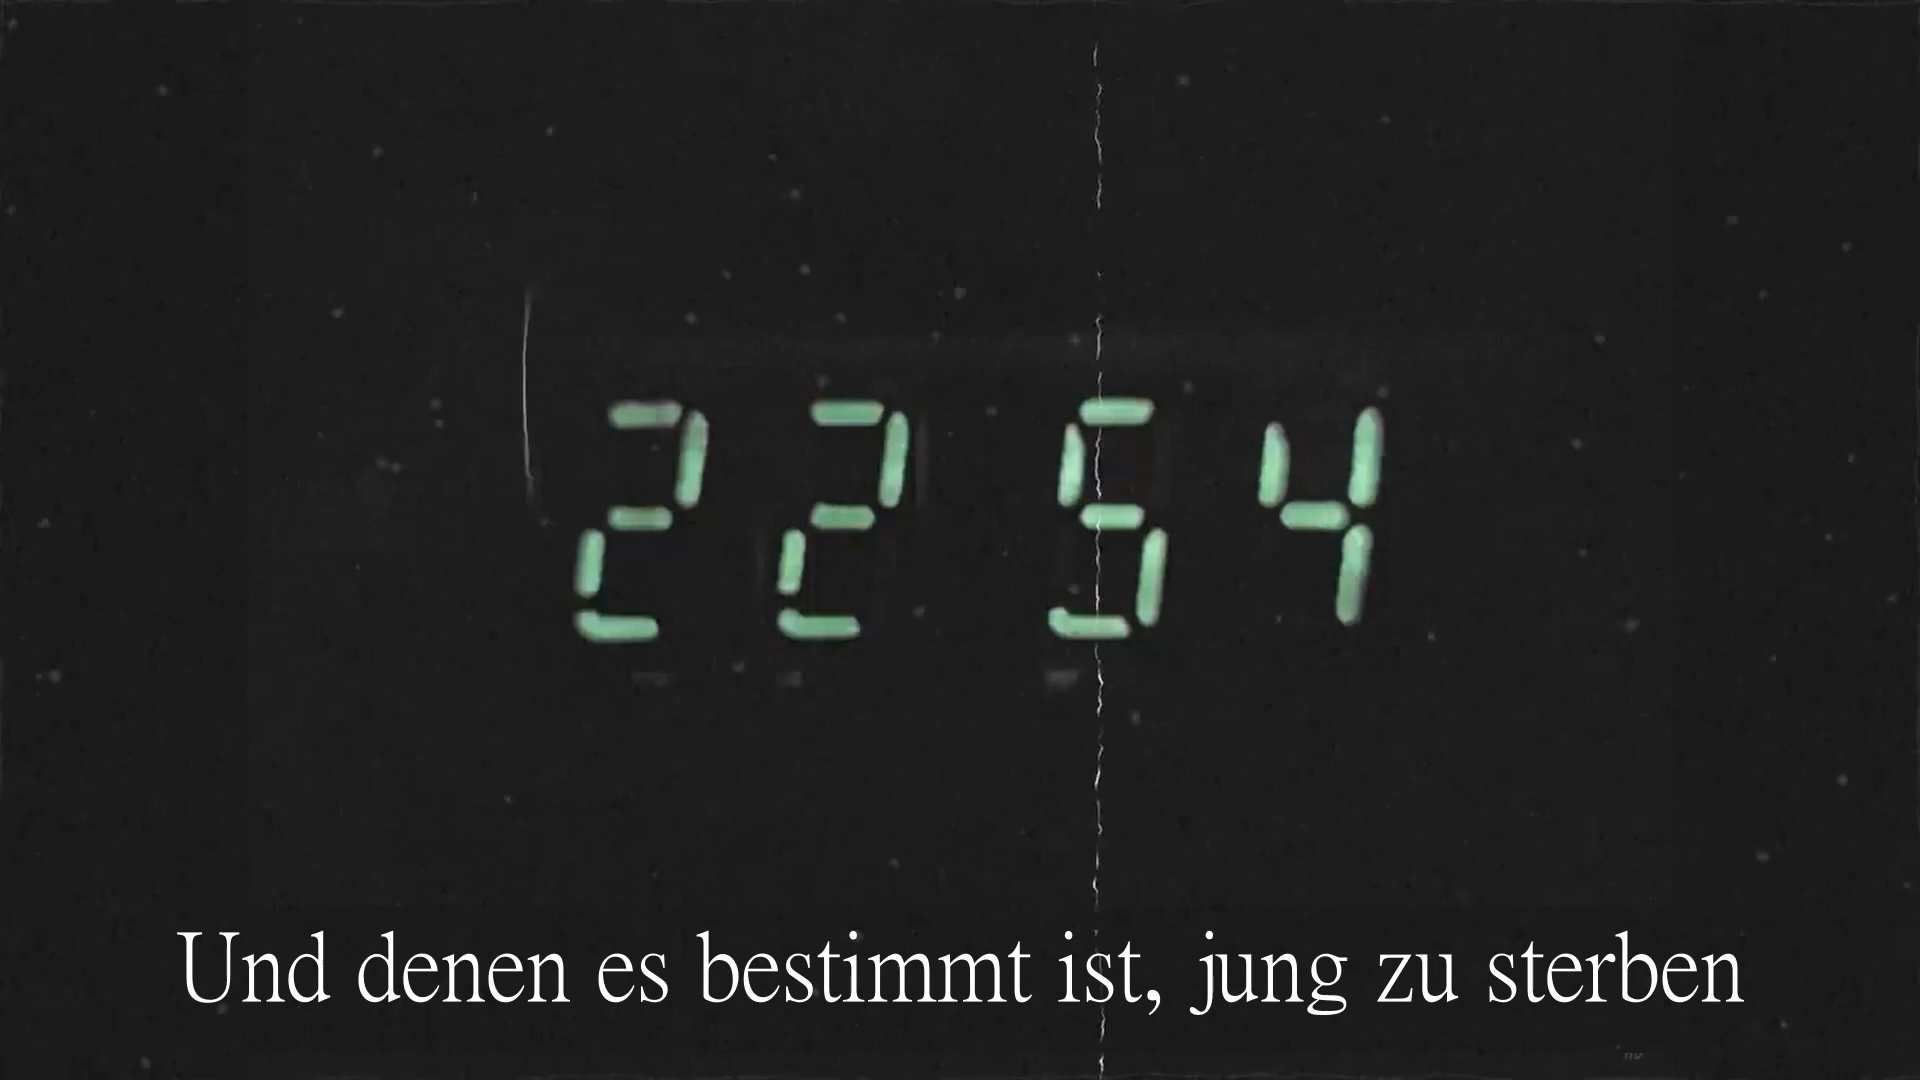 22 54
Und denen es bestimmt ist, jung zu sterben